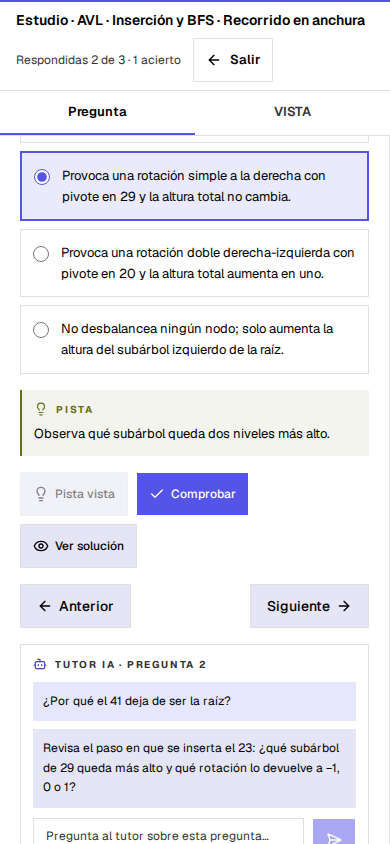 Estudio · AVL · Inserción y BFS · Recorrido en anchura
Respondidas 2 de 3 · 1 acierto
Salir
Pregunta
VISTA
Provoca una rotación simple a la derecha con
pivote en 29 y la altura total no cambia.
Provoca una rotación doble derecha-izquierda con
pivote en 20 y la altura total aumenta en uno.
No desbalancea ningún nodo; solo aumenta la
altura del subárbol izquierdo de la raíz.
PISTA
Observa qué subárbol queda dos niveles más alto.
Pista vista
Comprobar
Ver solución
Anterior
Siguiente
TUTOR IA · PREGUNTA 2
¿Por qué el 41 deja de ser la raíz?
Revisa el paso en que se inserta el 23: ¿qué subárbol
de 29 queda más alto y qué rotación lo devuelve a −1,
0 o 1?
Pregunta al tutor sobre esta pregunta…